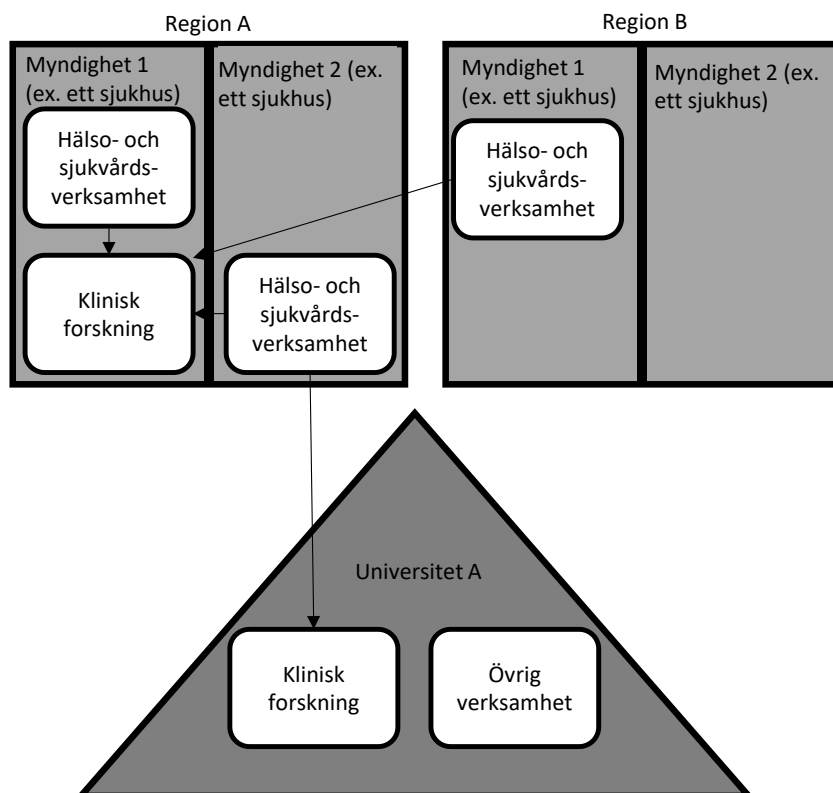 Region A
Region B
Myndighet 1
(ex. ett sjukhus)
Myndighet 2 (ex.
ett sjukhus)
Myndighet 1
(ex. ett sjukhus)
Myndighet 2 (ex.
ett sjukhus)
Hälso- och
sjukvårds-
verksamhet
Hälso- och
sjukvårds-
verksamhet
Klinisk
forskning
Hälso- och
sjukvårds-
verksamhet
Universitet A
Klinisk
forskning
Övrig
verksamhet